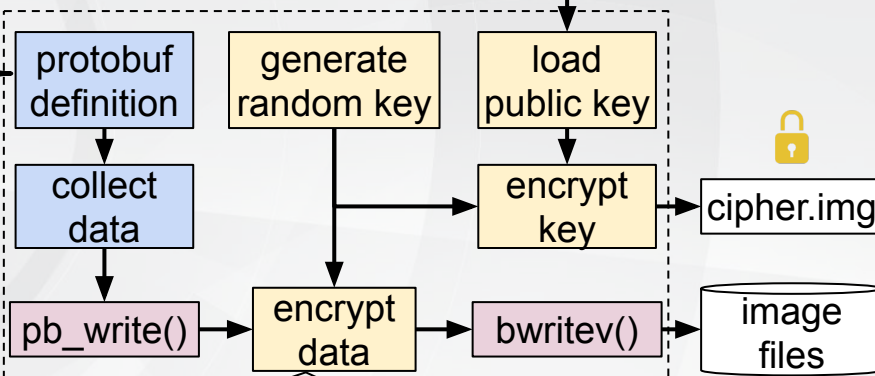 protobuf
definition
generate
random key
load
public key
collect
data
encrypt
key
cipher.img
pb_write()
encrypt
data
bwritev()
image
files